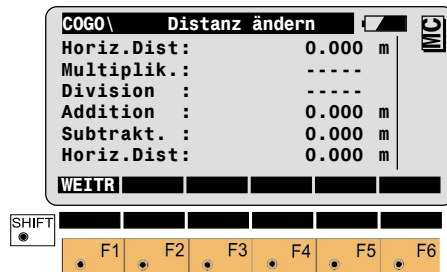 COGO\ Distanz ändern MC
Horiz.Dist: 0.000 m
Multiplik.: -----
Division : -----
Addition : 0.000 m
Subtrakt. : 0.000 m
Horiz.Dist: 0.000 m
WEITR
SHIFT
F1 F2 F3 F4 F5 F6